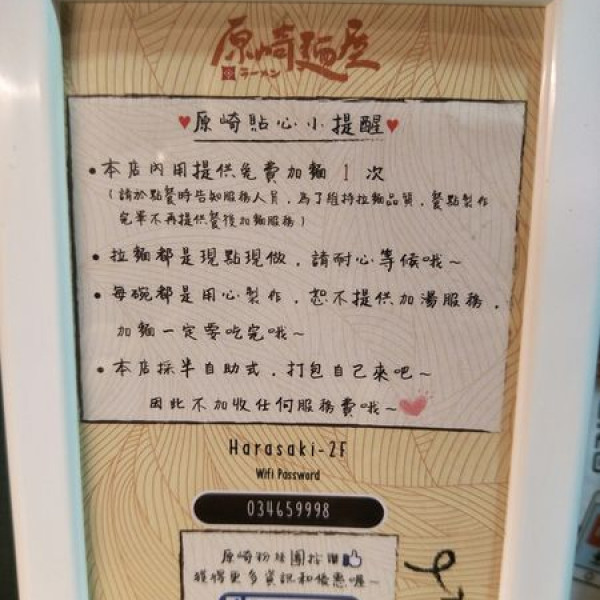 原崎麺屋
ラーメン
♥原崎貼心小提醒♥
•本店內用提供免費加麵1次
(請於點餐時告知服務人員,為了維持拉麵品質,餐點製作
完畢不再提供餐後加麵服務)
•拉麵都是現點現做,請耐心等候哦~
•每碗都是用心製作,恕不提供加湯服務,
加麵一定要吃完哦~
•本店採半自助式,打包自己來吧~
因此不加收任何服務費哦~
Harasaki-2F
Wifi Password
034659998
原崎粉絲團按讚
獲得更多資訊和優惠喔~